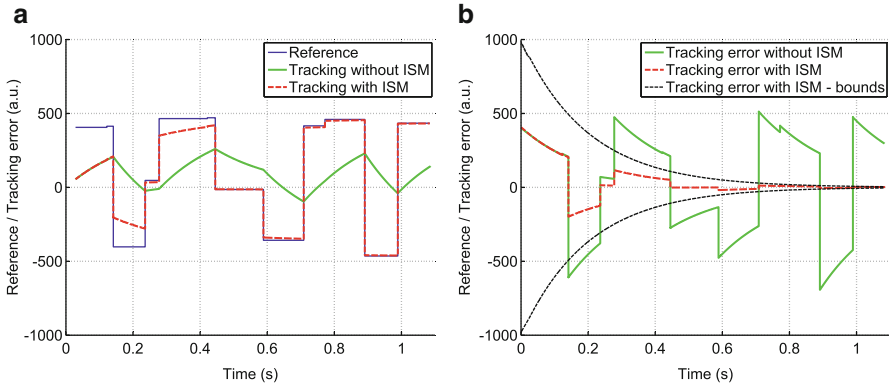 a
Reference / Tracking error (a.u.)
1000
500
0
-500
-1000
0
0.2
0.4
0.6
0.8
1
Time (s)
Reference
Tracking without ISM
Tracking with ISM
b
Reference / Tracking error (a.u.)
1000
500
0
-500
-1000
0
0.2
0.4
0.6
0.8
1
Time (s)
Tracking error without ISM
Tracking error with ISM
Tracking error with ISM - bounds